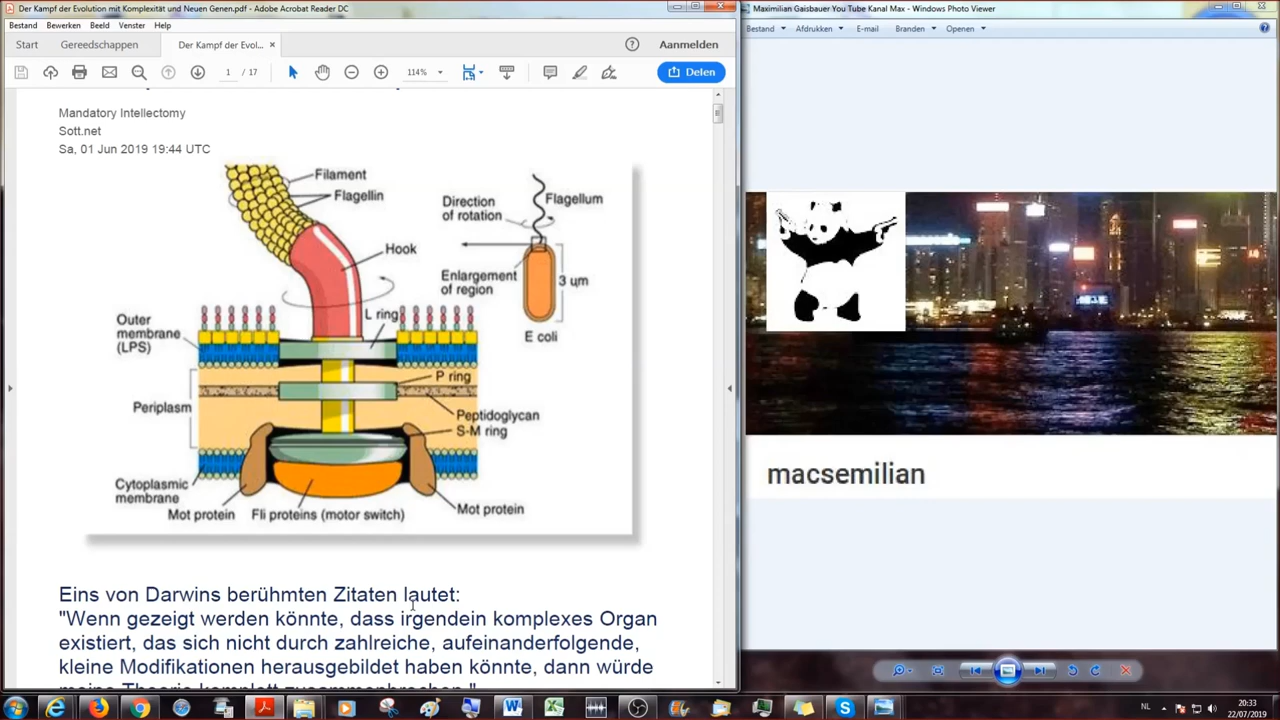 Der Kampf der Evolution mit Komplexität und Neuen Genen.pdf - Adobe Acrobat Reader DC
Bestand Bewerken Beeld Venster Help
Start Gereedschappen Der Kampf der Evol... × Aanmelden
1 / 17 114% Delen
Mandatory Intellectomy
Sott.net
Sa, 01 Jun 2019 19:44 UTC
Filament
Flagellin
Hook
L ring
Outer
membrane
(LPS)
P ring
Periplasm
Peptidoglycan
S-M ring
Cytoplasmic
membrane
Mot protein
Fli proteins (motor switch)
Mot protein
Direction
of rotation
Flagellum
Enlargement
of region
3 µm
E coli
Eins von Darwins berühmten Zitaten lautet:
"Wenn gezeigt werden könnte, dass irgendein komplexes Organ
existiert, das sich nicht durch zahlreiche, aufeinanderfolgende,
kleine Modifikationen herausgebildet haben könnte, dann würde
meine Theorie komplett zusammenbrechen."
Maximilian Gaisbauer You Tube Kanal Max - Windows Photo Viewer
Bestand Afdrukken E-mail Branden Openen
macsemilian
NL
20:33
22/07/2019